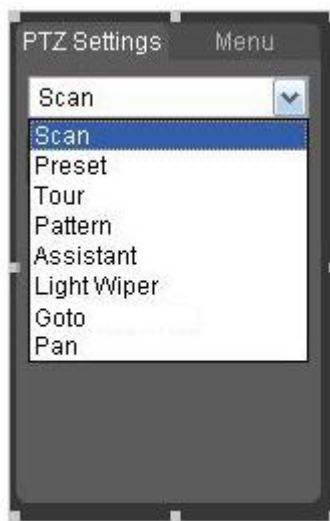 PTZ Settings Menu
Scan
Scan
Preset
Tour
Pattern
Assistant
Light Wiper
Goto
Pan